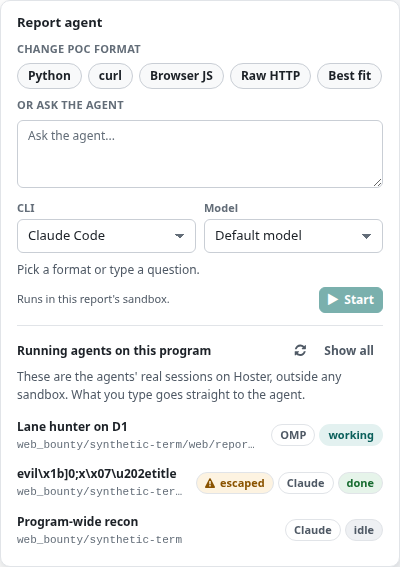 Report agent
CHANGE POC FORMAT
Python curl Browser JS Raw HTTP Best fit
OR ASK THE AGENT
Ask the agent...
CLI Model
Claude Code Default model
Pick a format or type a question.
Runs in this report's sandbox. Start
Running agents on this program Show all
These are the agents' real sessions on Hoster, outside any
sandbox. What you type goes straight to the agent.
Lane hunter on D1
OMP working
web_bounty/synthetic-term/web/repor…
evil\x1b]0;x\x07\u202etitle
escaped Claude done
web_bounty/synthetic-ter…
Program-wide recon
Claude idle
web_bounty/synthetic-term